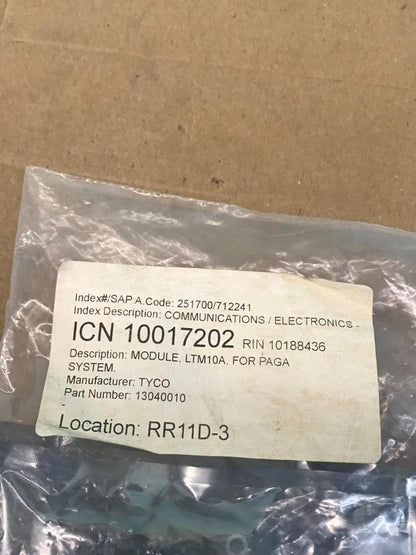 Index#/SAP A.Code: 251700/712241
Index Description: COMMUNICATIONS / ELECTRONICS -
ICN 10017202 RIN 10188436
Description: MODULE, LTM10A, FOR PAGA
SYSTEM.
Manufacturer: TYCO
Part Number: 13040010
-
Location: RR11D-3